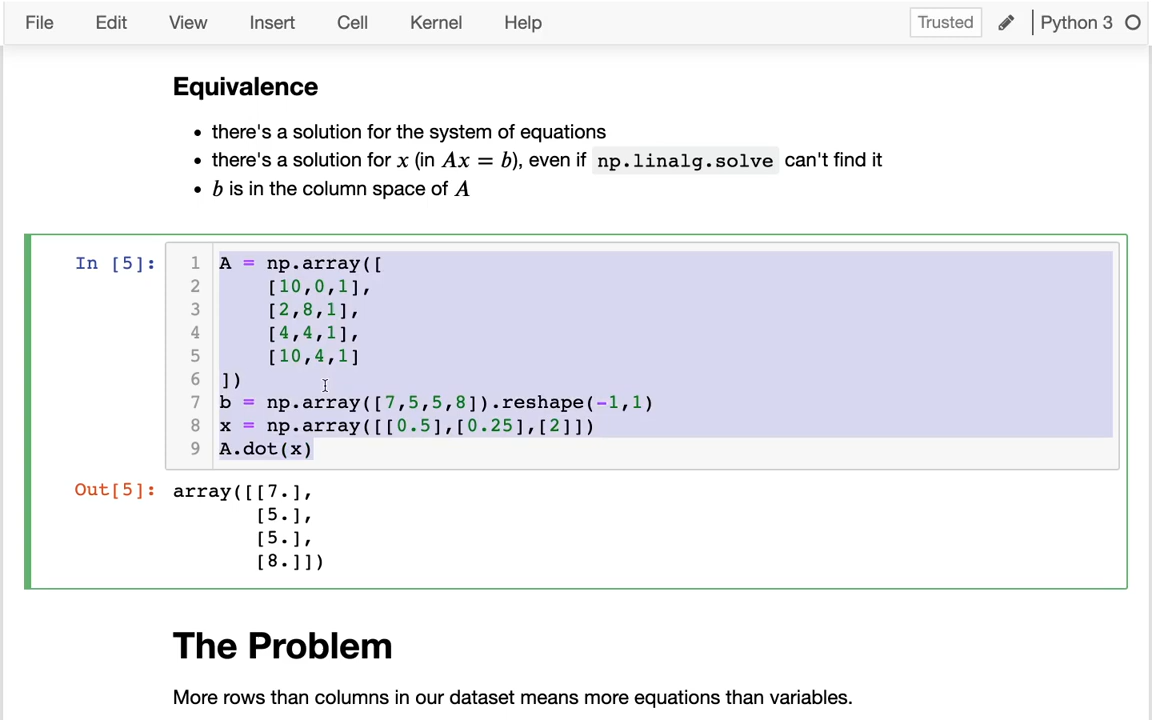 File Edit View Insert Cell Kernel Help Trusted Python 3
Equivalence
• there's a solution for the system of equations
• there's a solution for x (in Ax = b), even if np.linalg.solve can't find it
• b is in the column space of A
In [5]: 1 A = np.array([
2 [10,0,1],
3 [2,8,1],
4 [4,4,1],
5 [10,4,1]
6 ])
7 b = np.array([7,5,5,8]).reshape(-1,1)
8 x = np.array([[0.5],[0.25],[2]])
9 A.dot(x)
Out[5]: array([[7.],
[5.],
[5.],
[8.]])
The Problem
More rows than columns in our dataset means more equations than variables.